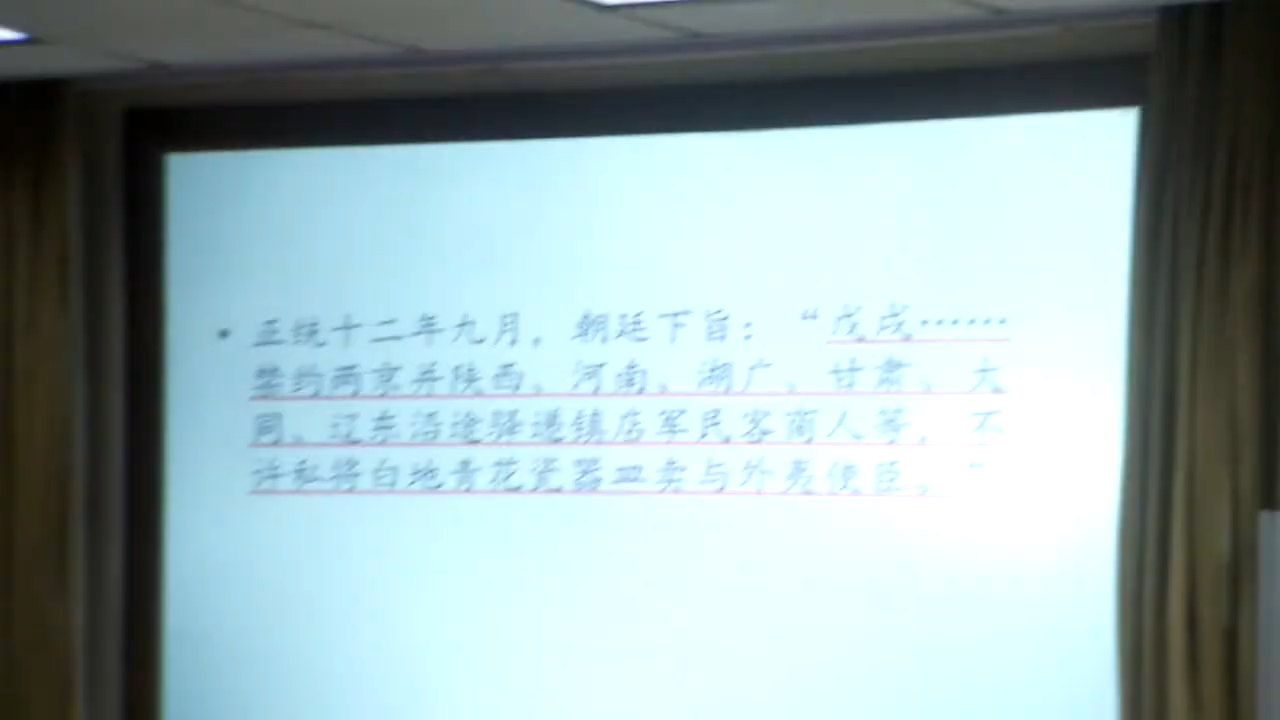 • 正统十二年九月，朝廷下旨：“戊戌……
禁约两京并陕西、河南、湖广、甘肃、大
同、辽东沿途驿递镇店军民客商人等，不
许私将白地青花瓷器皿卖与外夷使臣。”